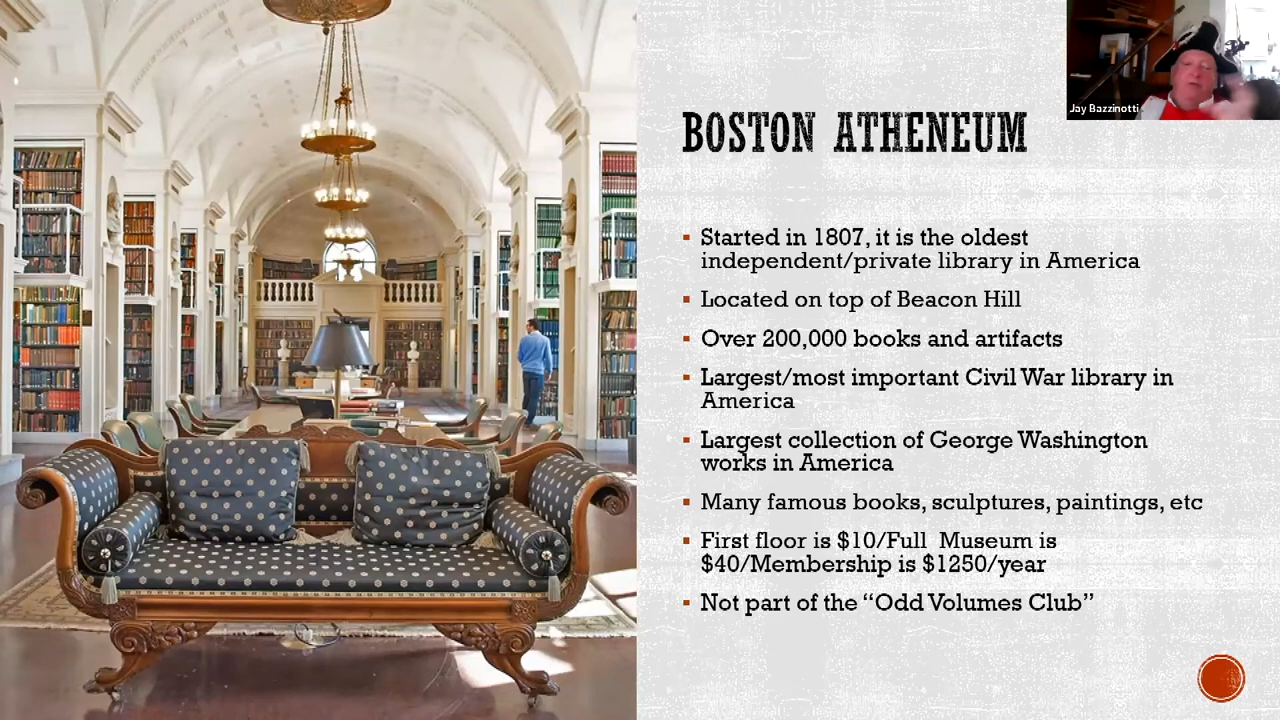 Jay Bazzinotti
BOSTON ATHENEUM
Started in 1807, it is the oldest
independent/private library in America
Located on top of Beacon Hill
Over 200,000 books and artifacts
Largest/most important Civil War library in
America
Largest collection of George Washington
works in America
Many famous books, sculptures, paintings, etc
First floor is $10/Full Museum is
$40/Membership is $1250/year
Not part of the “Odd Volumes Club”